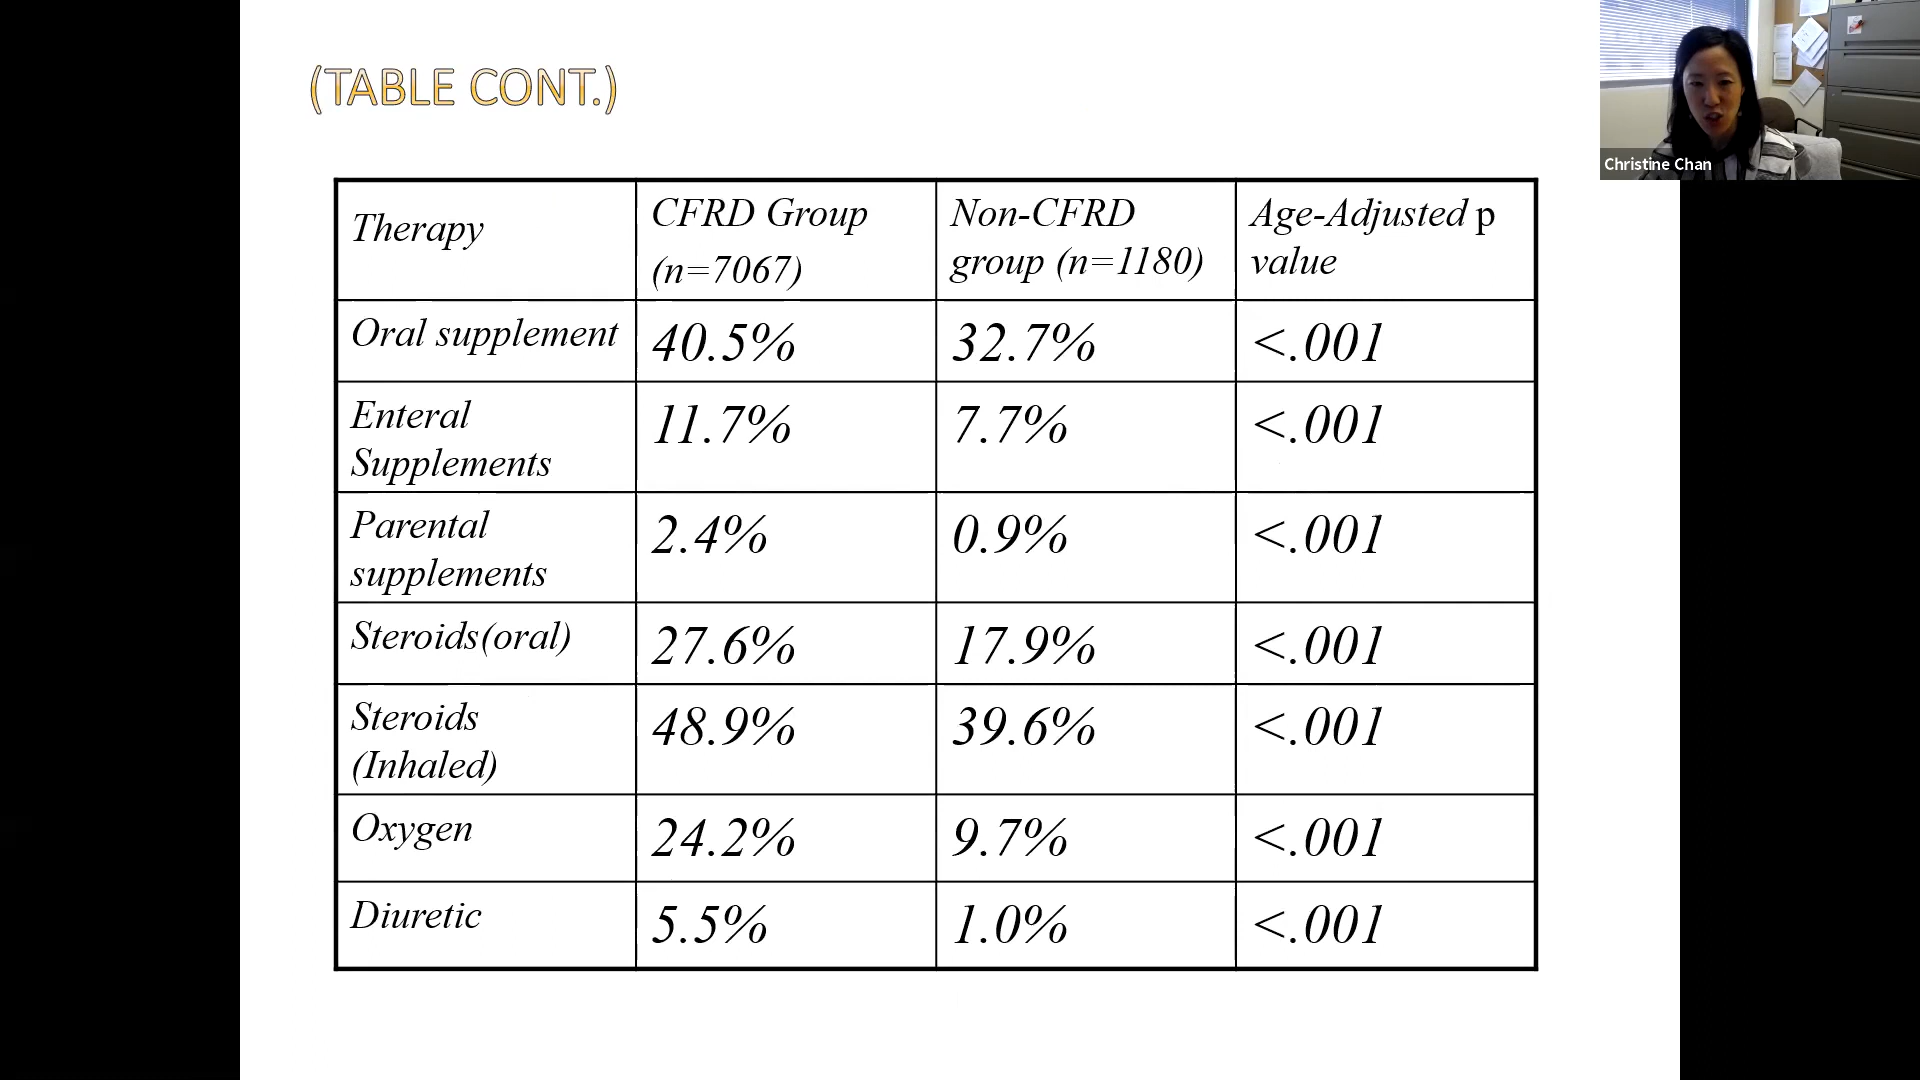 (TABLE CONT.)
Christine Chan
Therapy
CFRD Group
(n=7067)
Non-CFRD
group (n=1180)
Age-Adjusted p
value
Oral supplement
40.5%
32.7%
<.001
Enteral
Supplements
11.7%
7.7%
<.001
Parental
supplements
2.4%
0.9%
<.001
Steroids(oral)
27.6%
17.9%
<.001
Steroids
(Inhaled)
48.9%
39.6%
<.001
Oxygen
24.2%
9.7%
<.001
Diuretic
5.5%
1.0%
<.001